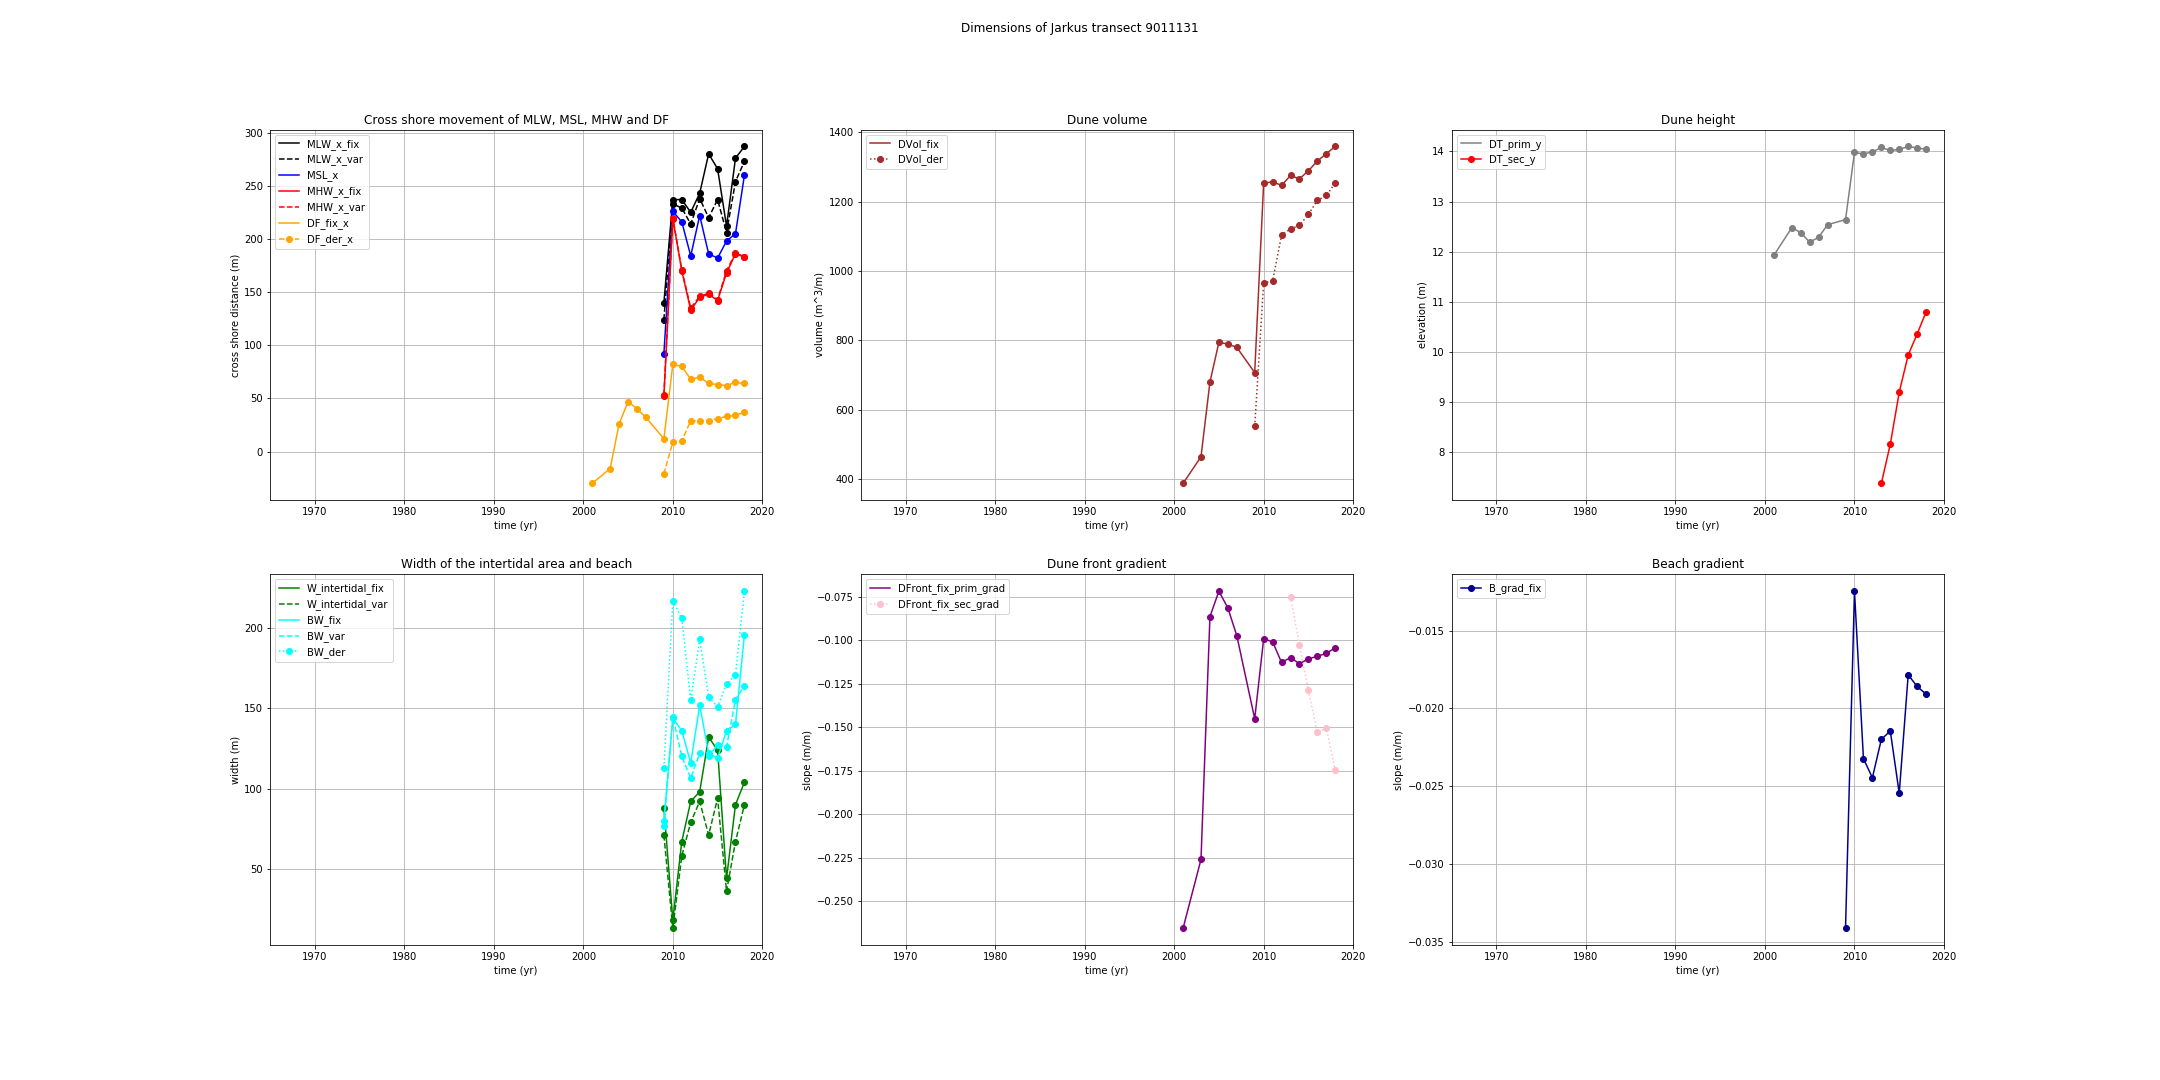 Dimensions of Jarkus transect 9011131
Cross shore movement of MLW, MSL, MHW and DF
300
250
200
150
100
50
0
cross shore distance (m)
MLW_x_fix
MLW_x_var
MSL_x
MHW_x_fix
MHW_x_var
DF_fix_x
DF_der_x
1970 1980 1990 2000 2010 2020
time (yr)
Dune volume
1400
1200
1000
800
600
400
volume (m^3/m)
DVol_fix
DVol_der
1970 1980 1990 2000 2010 2020
time (yr)
Dune height
14
13
12
11
10
9
8
elevation (m)
DT_prim_y
DT_sec_y
1970 1980 1990 2000 2010 2020
time (yr)
Width of the intertidal area and beach
200
150
100
50
width (m)
W_intertidal_fix
W_intertidal_var
BW_fix
BW_var
BW_der
1970 1980 1990 2000 2010 2020
time (yr)
Dune front gradient
−0.075
−0.100
−0.125
−0.150
−0.175
−0.200
−0.225
−0.250
slope (m/m)
DFront_fix_prim_grad
DFront_fix_sec_grad
1970 1980 1990 2000 2010 2020
time (yr)
Beach gradient
−0.015
−0.020
−0.025
−0.030
−0.035
slope (m/m)
B_grad_fix
1970 1980 1990 2000 2010 2020
time (yr)